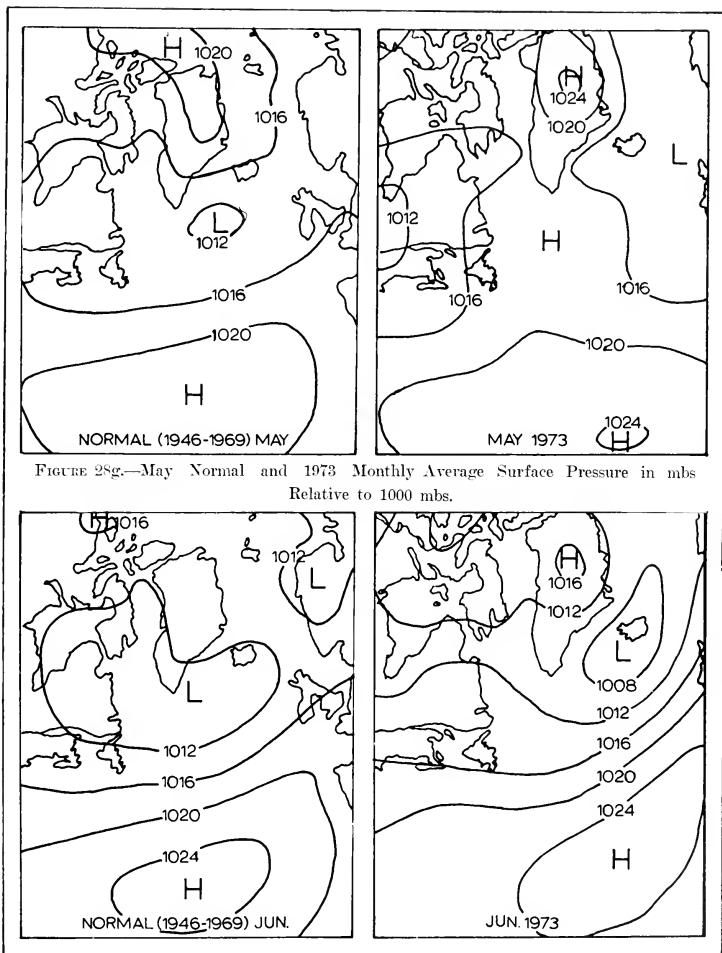 H
1020
1016
L
1012
1016
1020
H
NORMAL (1946-1969) MAY
H
1024
1020
L
1012
H
1016
1016
1020
1024
H
MAY 1973
FIGURE 28g.—May Normal and 1973 Monthly Average Surface Pressure in mbs
Relative to 1000 mbs.
H
1016
1012
L
L
1012
1016
1020
1024
H
NORMAL (1946-1969) JUN.
H
1016
1012
L
1008
1012
1016
1020
1024
H
JUN. 1973